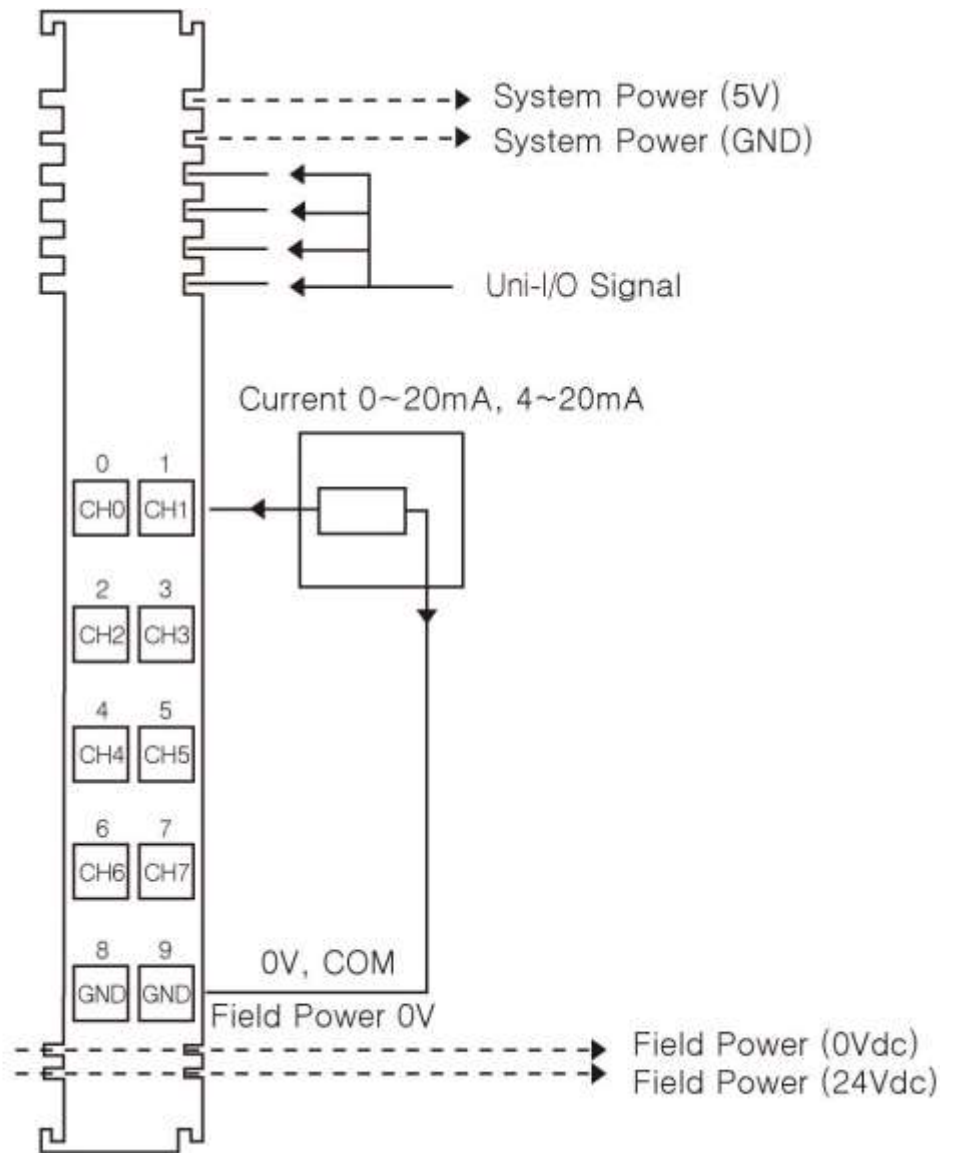 System Power (5V)
System Power (GND)
Uni-I/O Signal
Current 0~20mA, 4~20mA
0 1
CH0 CH1
2 3
CH2 CH3
4 5
CH4 CH5
6 7
CH6 CH7
8 9
GND GND
0V, COM
Field Power 0V
Field Power (0Vdc)
Field Power (24Vdc)